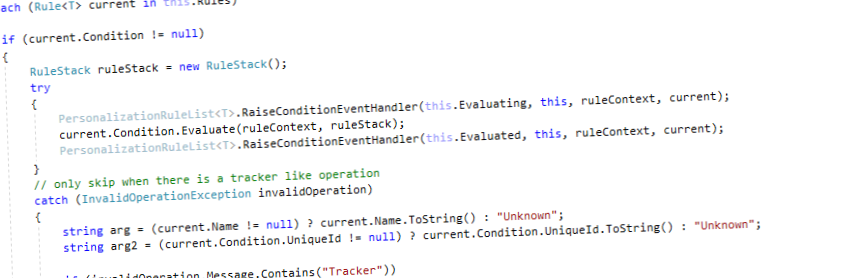 ach (Rule<T> current in this.Rules)
if (current.Condition != null)
{
RuleStack ruleStack = new RuleStack();
try
{
PersonalizationRuleList<T>.RaiseConditionEventHandler(this.Evaluating, this, ruleContext, current);
current.Condition.Evaluate(ruleContext, ruleStack);
PersonalizationRuleList<T>.RaiseConditionEventHandler(this.Evaluated, this, ruleContext, current);
}
// only skip when there is a tracker like operation
catch (InvalidOperationException invalidOperation)
{
string arg = (current.Name != null) ? current.Name.ToString() : "Unknown";
string arg2 = (current.Condition.UniqueId != null) ? current.Condition.UniqueId.ToString() : "Unknown";
if (invalidOperation.Message.Contains("Tracker"))